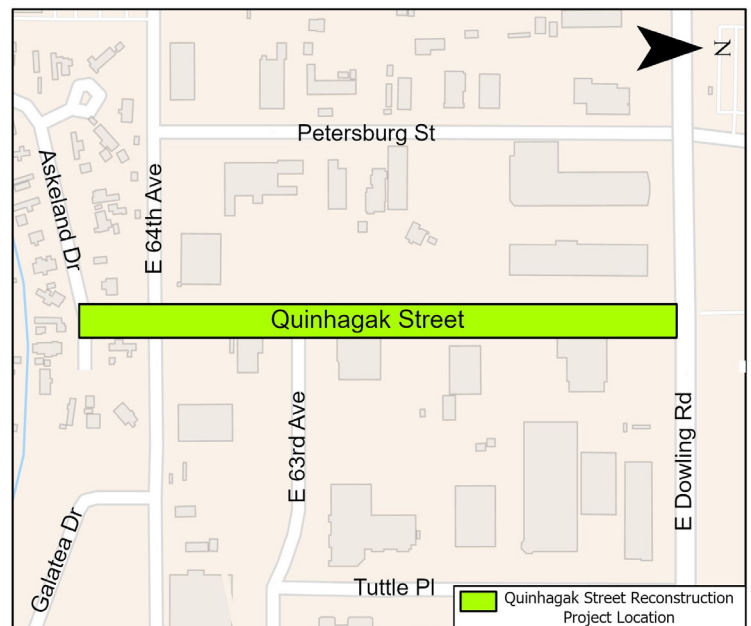 N
Petersburg St
Askeland Dr
E 64th Ave
Quinhagak Street
E 63rd Ave
E Dowling Rd
Galatea Dr
Tuttle Pl
Quinhagak Street Reconstruction
Project Location